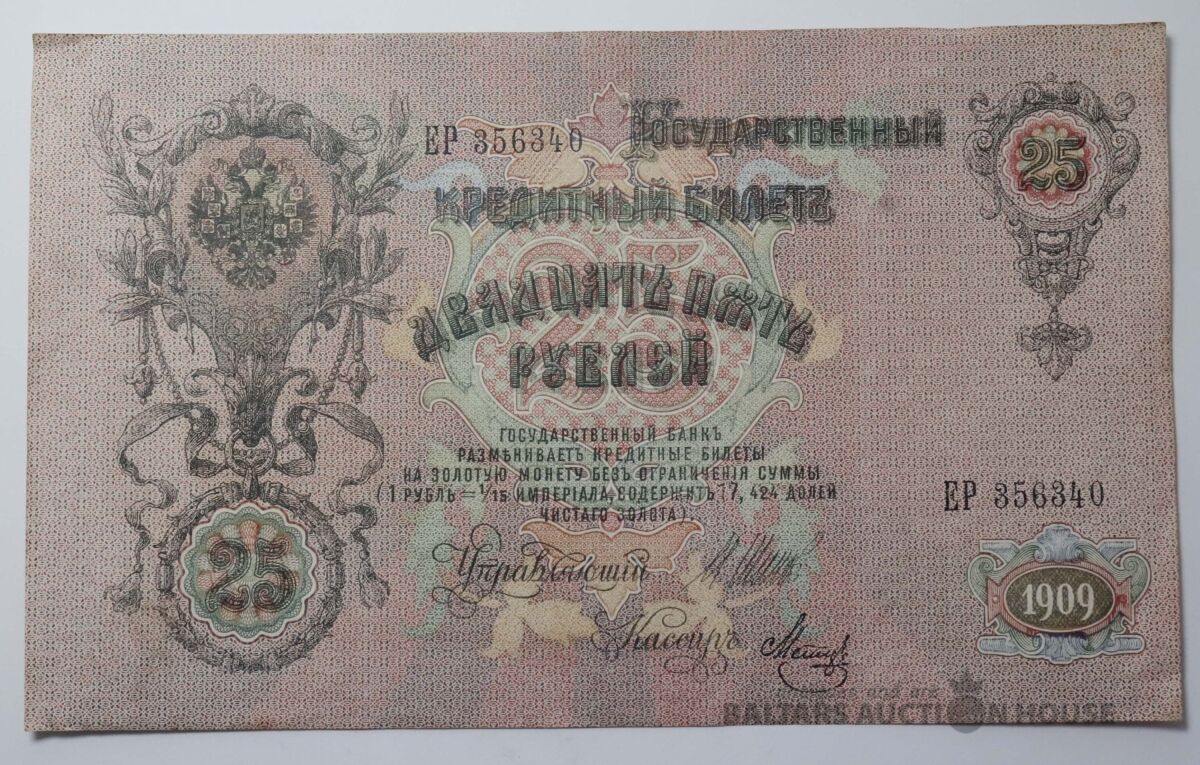 ЕР 356340
Государственный
25
Кредитный Билетъ
25
Двадцать Пять
Рублей
ГОСУДАРСТВЕННЫЙ БАНКЪ
РАЗМѢНИВАЕТЪ КРЕДИТНЫЕ БИЛЕТЫ
НА ЗОЛОТУЮ МОНЕТУ БЕЗЪ ОГРАНИЧЕНІЯ СУММЫ
(1 РУБЛЬ = 1/15 ИМПЕРІАЛА, СОДЕРЖИТЪ 17, 424 ДОЛЕЙ
ЧИСТАГО ЗОЛОТА).
ЕР 356340
25
Управляющій
1909
Кассиръ
BALTARS AUCTION HOUSE